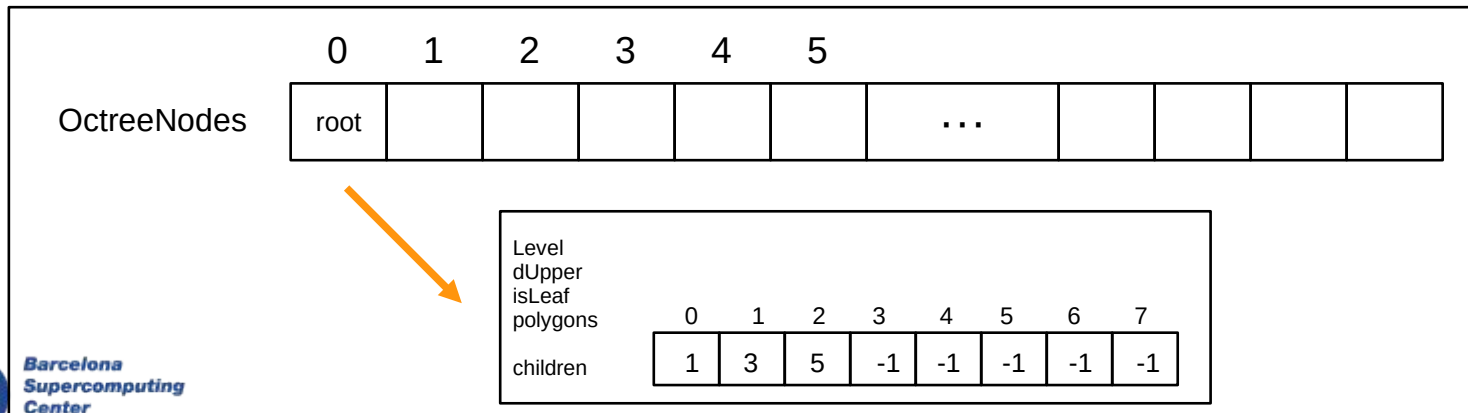 0 1 2 3 4 5
OctreeNodes root ...
Level
dUpper
isLeaf
polygons 0 1 2 3 4 5 6 7
children 1 3 5 -1 -1 -1 -1 -1
Barcelona
Supercomputing
Center